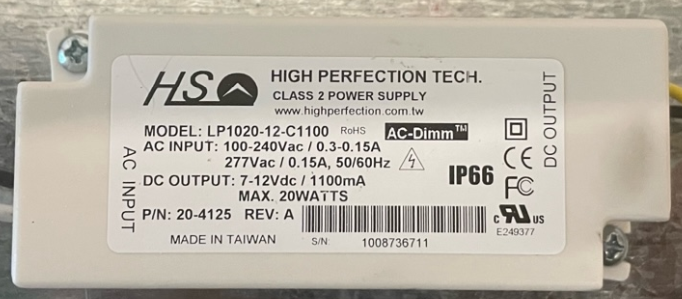 HS
HIGH PERFECTION TECH.
CLASS 2 POWER SUPPLY
www.highperfection.com.tw
MODEL: LP1020-12-C1100 RoHS AC-Dimm™
AC INPUT: 100-240Vac / 0.3-0.15A
277Vac / 0.15A, 50/60Hz
DC OUTPUT: 7-12Vdc / 1100mA
MAX. 20WATTS
IP66
CE
FC
P/N: 20-4125 REV: A
c UL US
E249377
MADE IN TAIWAN S/N: 1008736711
AC INPUT
DC OUTPUT